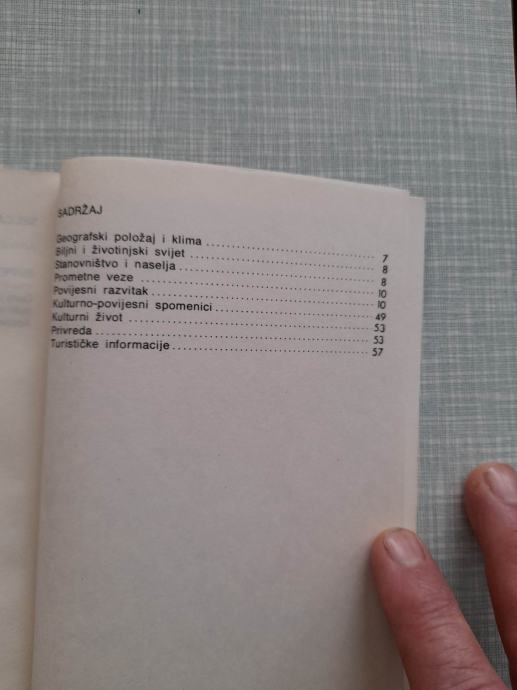 SADRŽAJ
Geografski položaj i klima ........................ 7
Biljni i životinjski svijet ........................ 8
Stanovništvo i naselja ........................ 8
Prometne veze ........................ 10
Povijesni razvitak ........................ 10
Kulturno-povijesni spomenici ........................ 49
Kulturni život ........................ 53
Privreda ........................ 53
Turističke informacije ........................ 57